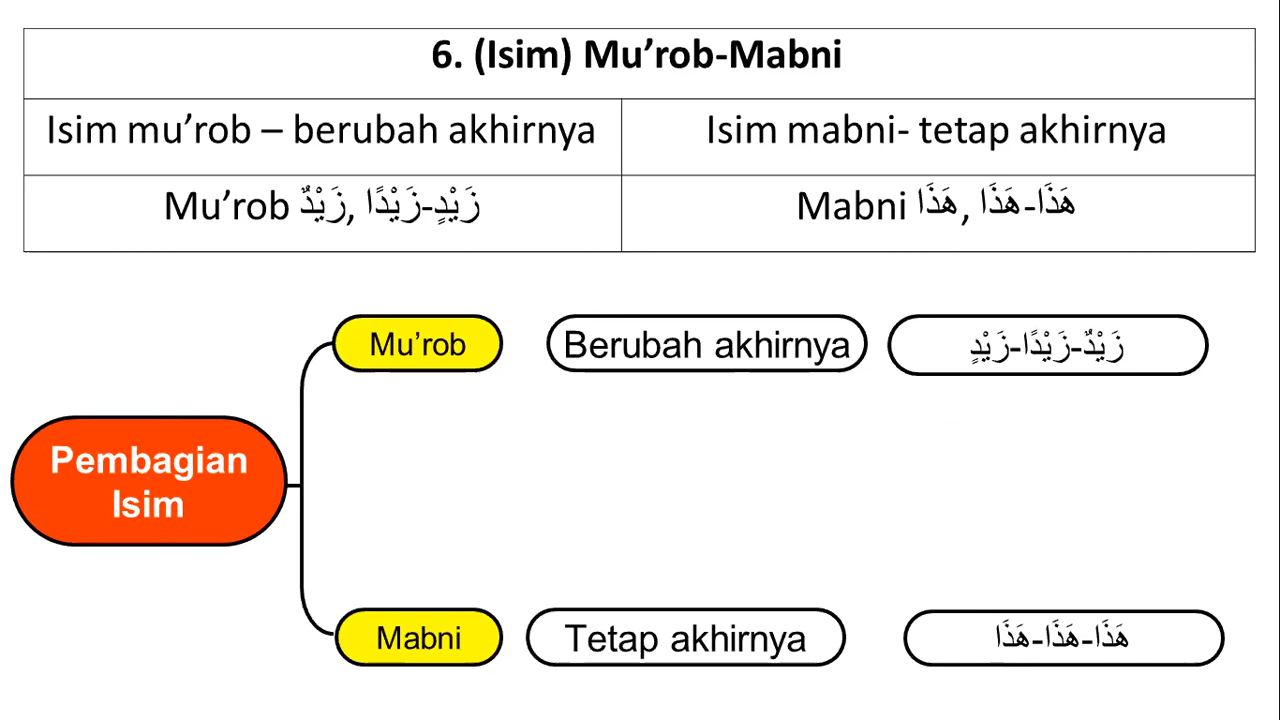 6. (Isim) Mu’rob-Mabni
Isim mu’rob – berubah akhirnya
Isim mabni- tetap akhirnya
Mu’rob زَيْدٌ, زَيْدًا-زَيْدٍ
Mabni هَذَا, هَذَا-هَذَا
Mu’rob
Berubah akhirnya
زَيْدٌ-زَيْدًا-زَيْدٍ
Pembagian
Isim
Mabni
Tetap akhirnya
هَذَا-هَذَا-هَذَا